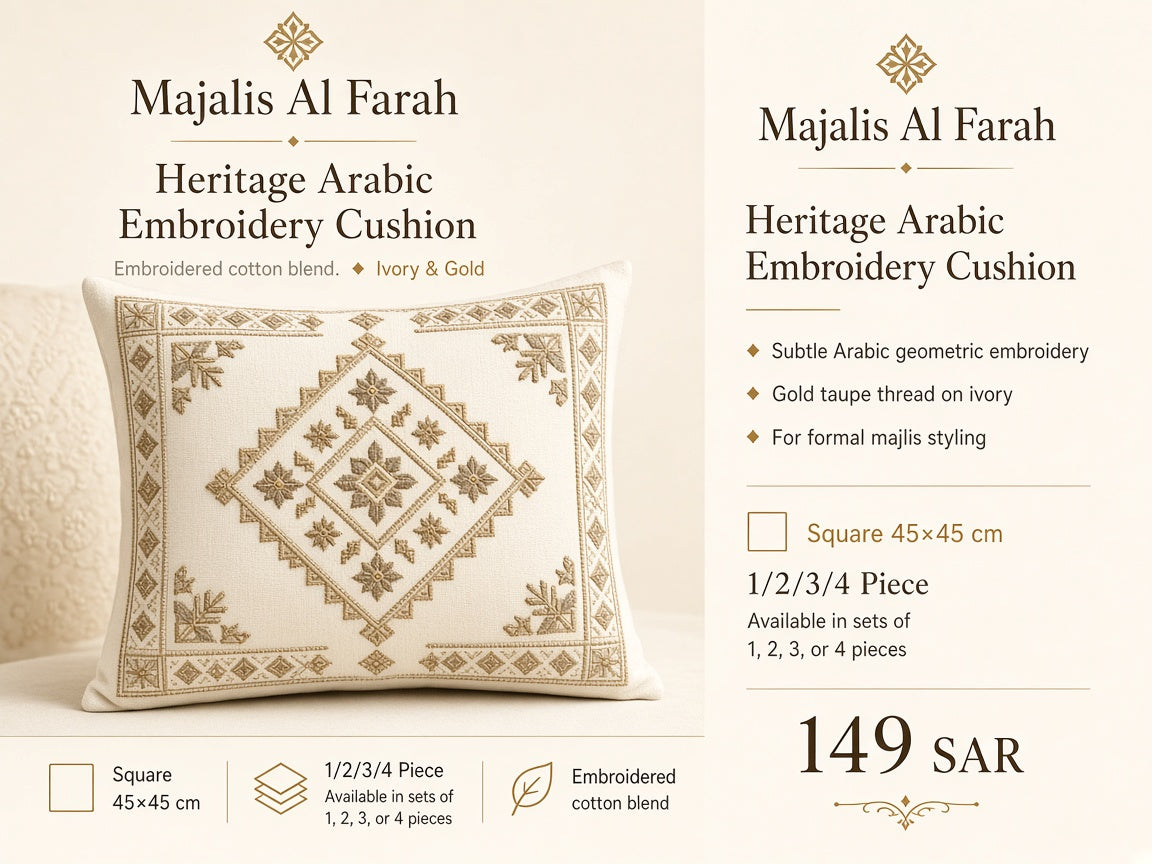 Majalis Al Farah
Heritage Arabic
Embroidery Cushion
Embroidered cotton blend. ◆ Ivory & Gold
Square
45×45 cm
1/2/3/4 Piece
Available in sets of
1, 2, 3, or 4 pieces
Embroidered
cotton blend
Majalis Al Farah
Heritage Arabic
Embroidery Cushion
◆ Subtle Arabic geometric embroidery
◆ Gold taupe thread on ivory
◆ For formal majlis styling
Square 45×45 cm
1/2/3/4 Piece
Available in sets of
1, 2, 3, or 4 pieces
149 SAR